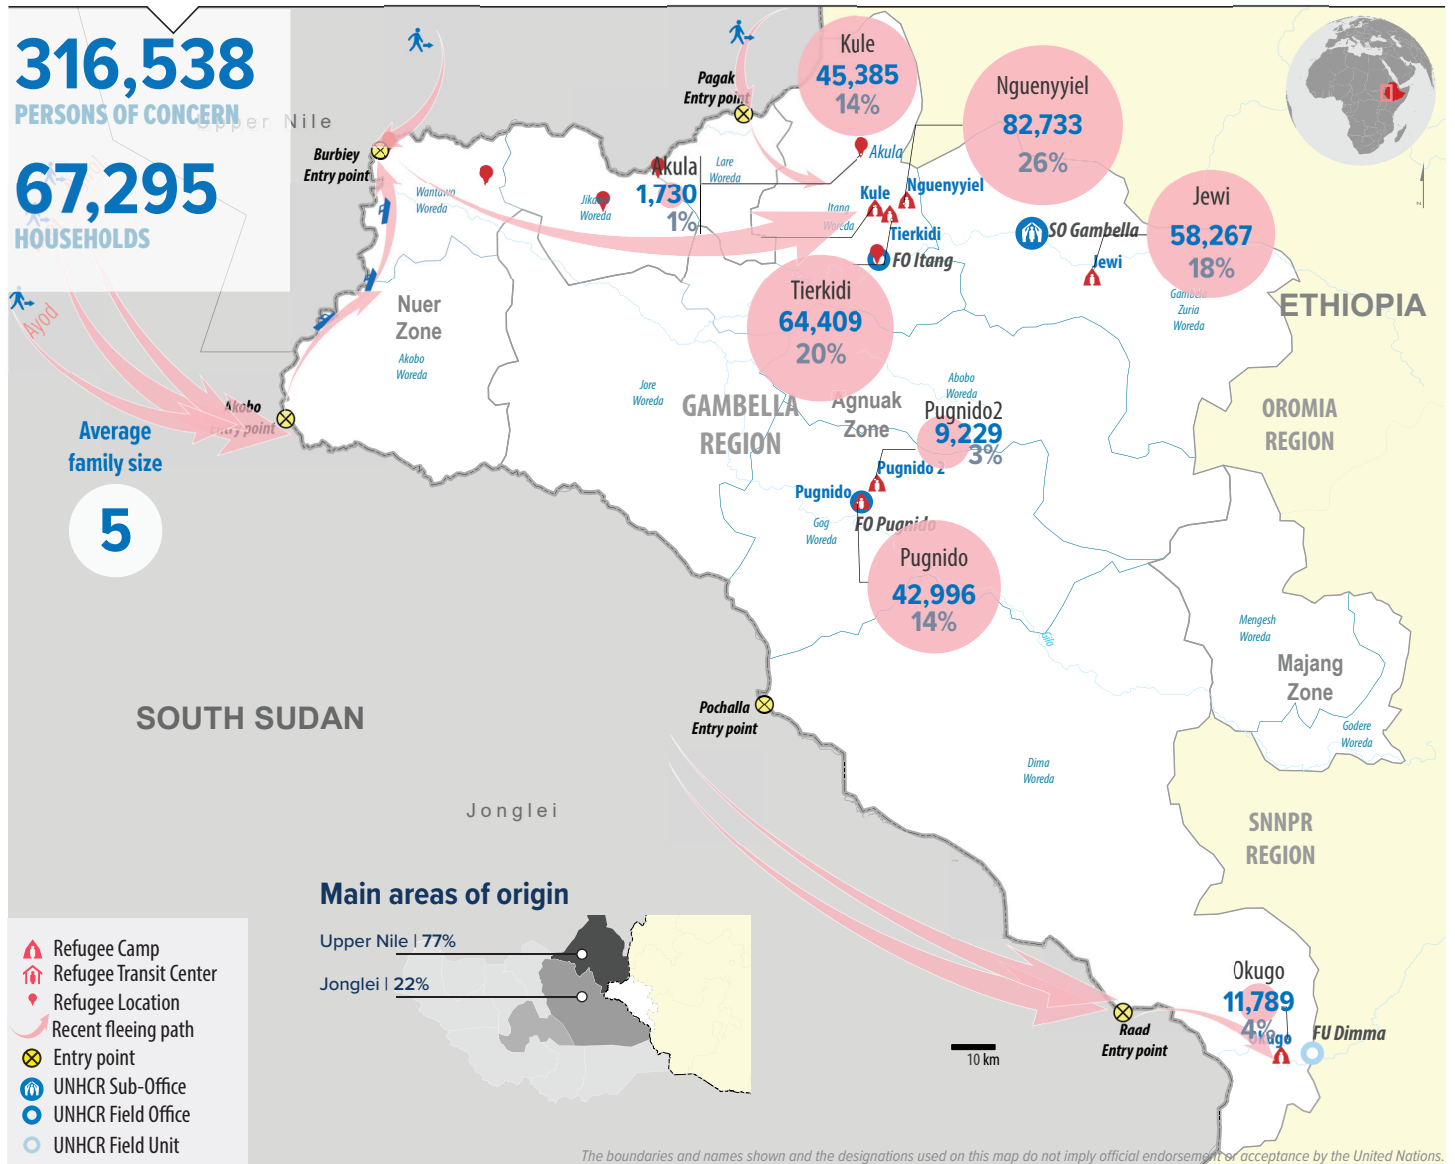 316,538
PERSONS OF CONCERN
67,295
HOUSEHOLDS
Upper Nile
Burbiey
Entry point
Pagak
Entry point
Kule
45,385
14%
Nguenyyiel
82,733
26%
Jewi
58,267
18%
Akula
1,730
1%
Lare
Woreda
Wantawo
Woreda
Woreda
Itang
Woreda
Akula
Kule
Nguenyyiel
Tierkidi
FO Itang
SO Gambella
Jewi
Gambela
Zuria
Woreda
ETHIOPIA
Ayod
Nuer
Zone
Akobo
Woreda
Tierkidi
64,409
20%
Jore
Woreda
GAMBELLA
REGION
Agnuak
Zone
Abobo
Woreda
OROMIA
REGION
Akobo
Entry point
Average
family size
5
Pugnido2
9,229
3%
Pugnido 2
Pugnido
FO Pugnido
Gog
Woreda
Pugnido
42,996
14%
Gilo
Mengesh
Woreda
Majang
Zone
Godere
Woreda
SOUTH SUDAN
Pochalla
Entry point
Dima
Woreda
Jonglei
SNNPR
REGION
Main areas of origin
Upper Nile | 77%
Jonglei | 22%
Refugee Camp
Refugee Transit Center
Refugee Location
Recent fleeing path
Entry point
UNHCR Sub-Office
UNHCR Field Office
UNHCR Field Unit
10 km
Raad
Entry point
Okugo
11,789
4%
Okugo
FU Dimma
The boundaries and names shown and the designations used on this map do not imply official endorsement or acceptance by the United Nations.